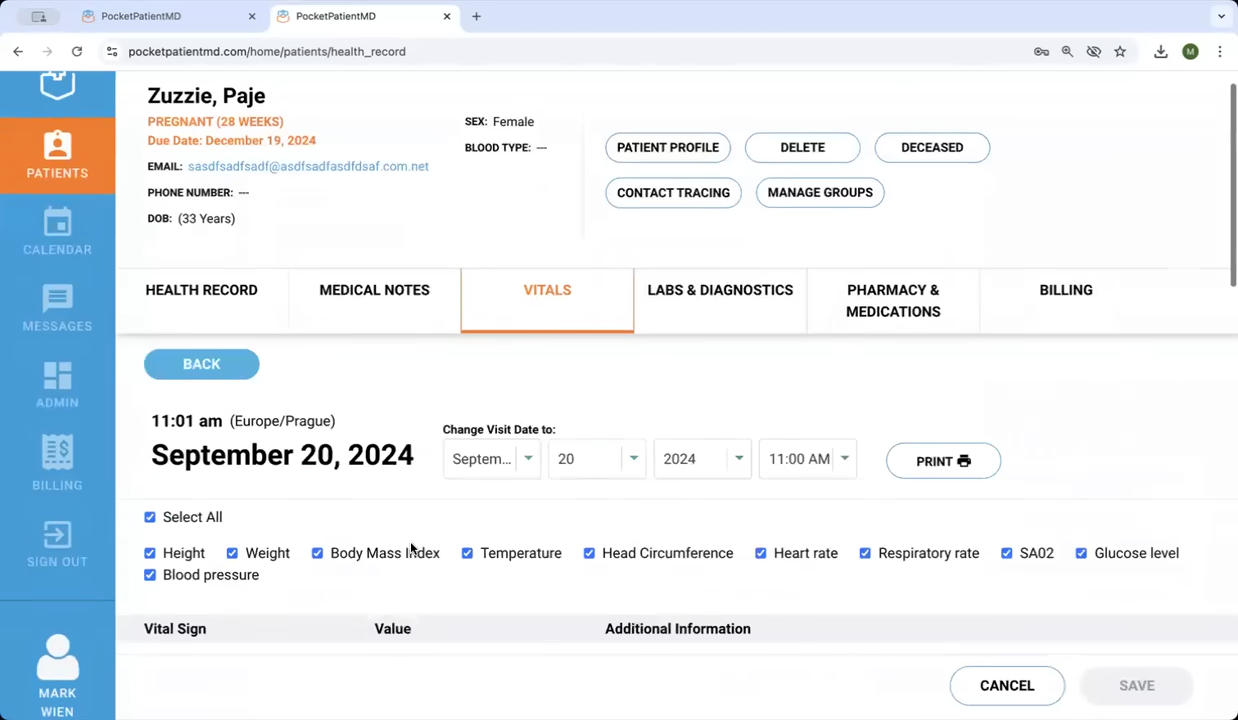 PocketPatientMD
PocketPatientMD
pocketpatientmd.com/home/patients/health_record
M
PATIENTS
CALENDAR
MESSAGES
ADMIN
BILLING
SIGN OUT
MARK
WIEN
Zuzzie, Paje
PREGNANT (28 WEEKS)
Due Date: December 19, 2024
EMAIL: sasdfsadfsadf@asdfsadfasdfdsaf.com.net
PHONE NUMBER: ---
DOB: (33 Years)
SEX: Female
BLOOD TYPE: ---
PATIENT PROFILE
DELETE
DECEASED
CONTACT TRACING
MANAGE GROUPS
HEALTH RECORD
MEDICAL NOTES
VITALS
LABS & DIAGNOSTICS
PHARMACY &
MEDICATIONS
BILLING
BACK
11:01 am (Europe/Prague)
September 20, 2024
Change Visit Date to:
Septem...
20
2024
11:00 AM
PRINT
Select All
Height Weight Body Mass Index Temperature Head Circumference Heart rate Respiratory rate SA02 Glucose level
Blood pressure
Vital Sign Value Additional Information
CANCEL
SAVE